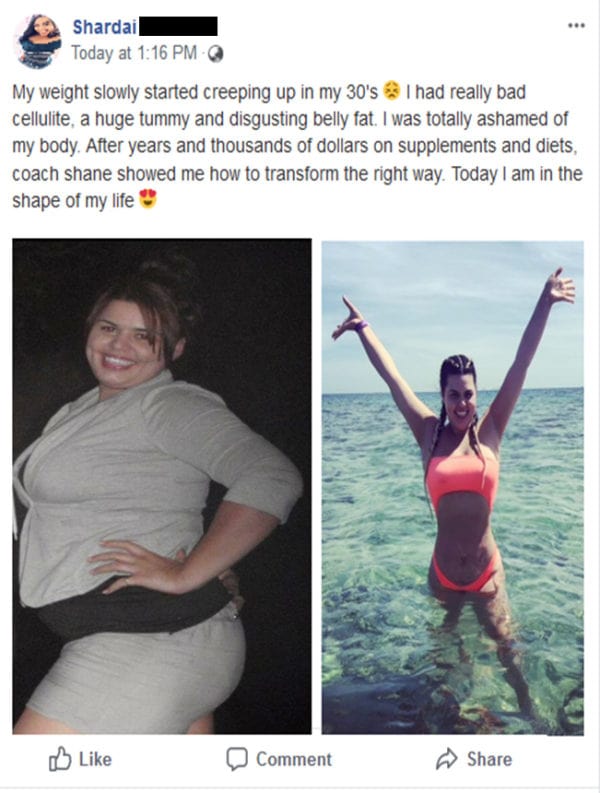 Shardai
Today at 1:16 PM ·
My weight slowly started creeping up in my 30's 😣 I had really bad
cellulite, a huge tummy and disgusting belly fat. I was totally ashamed of
my body. After years and thousands of dollars on supplements and diets,
coach shane showed me how to transform the right way. Today I am in the
shape of my life 😍
Like
Comment
Share